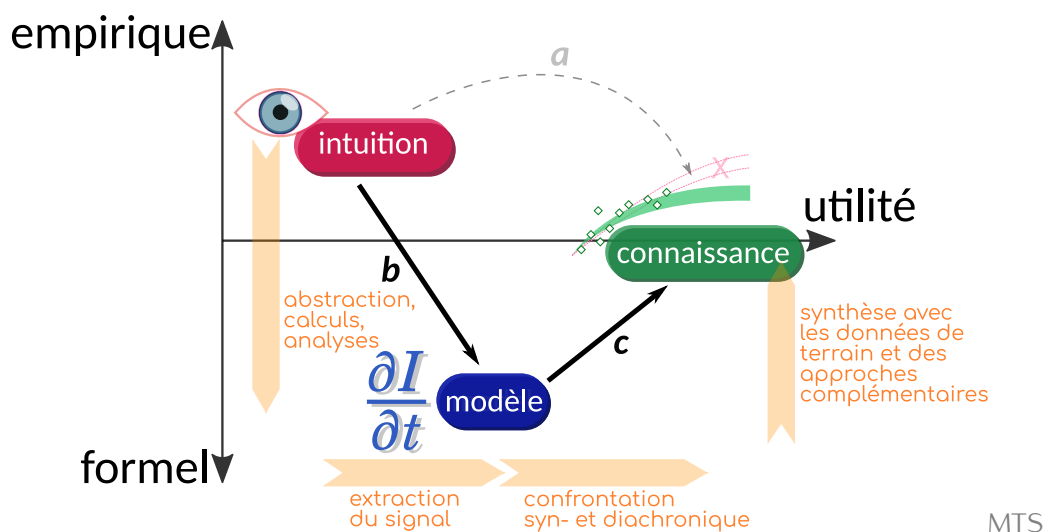 empirique
a
intuition
X
utilité
connaissance
b
abstraction,
calculs,
analyses
synthèse avec
les données de
terrain et des
approches
complémentaires
c
∂I
∂t
modèle
formel
extraction
du signal
confrontation
syn- et diachronique
MTS